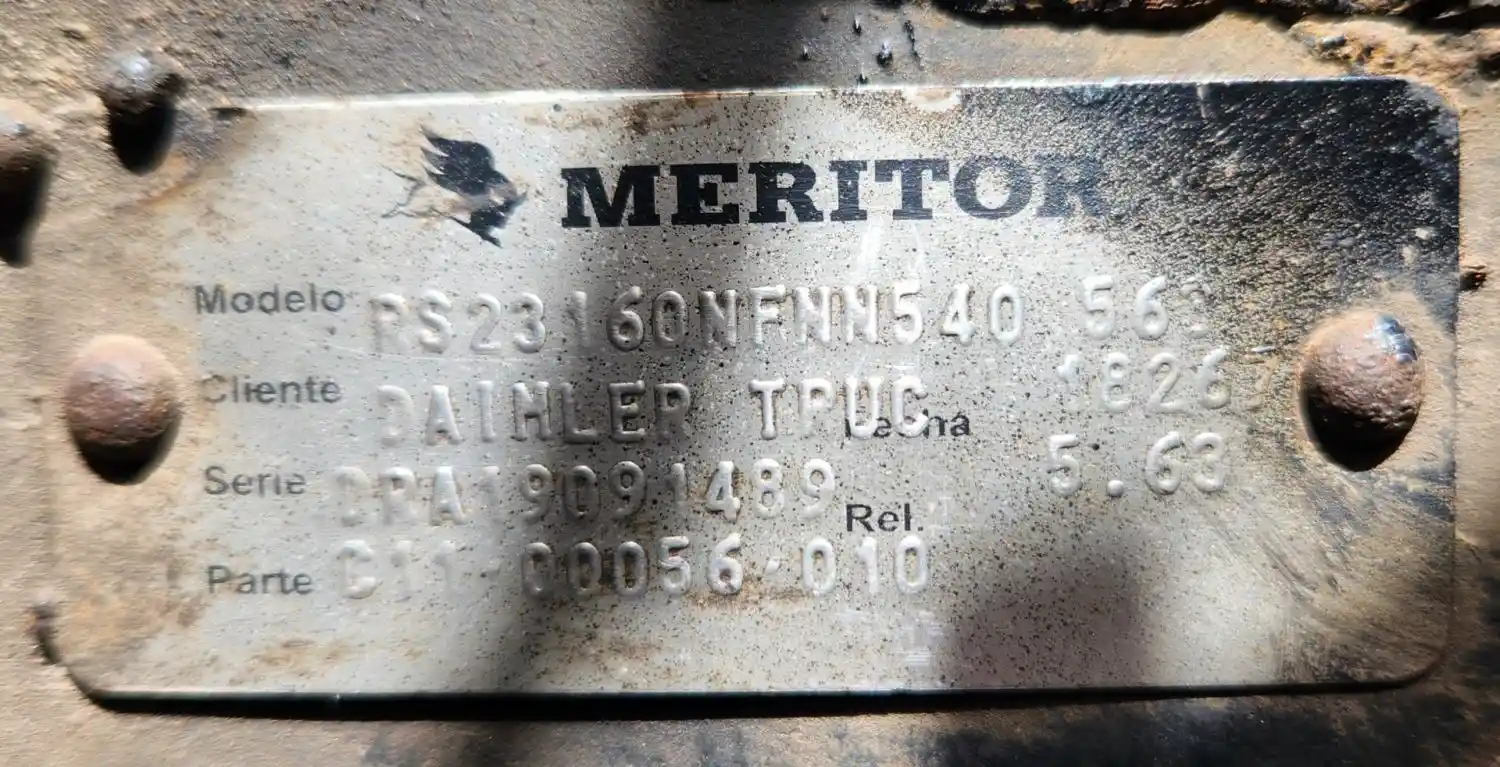 MERITOR
Modelo RS23160NFNN540 563
Cliente DAIMLER TRUC
Fecha 1826
Serie DRA19091489
Rel. 5.63
Parte C11-00056-010